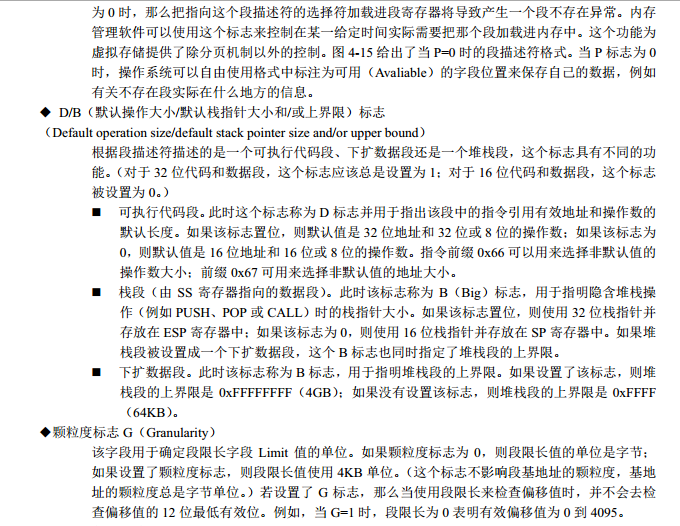 为 0 时，那么把指向这个段描述符的选择符加载进段寄存器将导致产生一个段不存在异常。内存
管理软件可以使用这个标志来控制在某一给定时间实际需要把那个段加载进内存中。这个功能为
虚拟存储提供了除分页机制以外的控制。图 4-15 给出了当 P=0 时的段描述符格式。当 P 标志为 0
时，操作系统可以自由使用格式中标注为可用（Avaliable）的字段位置来保存自己的数据，例如
有关不存在段实际在什么地方的信息。
◆ D/B（默认操作大小/默认栈指针大小和/或上界限）标志
（Default operation size/default stack pointer size and/or upper bound）
根据段描述符描述的是一个可执行代码段、下扩数据段还是一个堆栈段，这个标志具有不同的功
能。（对于 32 位代码和数据段，这个标志应该总是设置为 1；对于 16 位代码和数据段，这个标志
被设置为 0。）
■ 可执行代码段。此时这个标志称为 D 标志并用于指出该段中的指令引用有效地址和操作数的
默认长度。如果该标志置位，则默认值是 32 位地址和 32 位或 8 位的操作数；如果该标志为
0，则默认值是 16 位地址和 16 位或 8 位的操作数。指令前缀 0x66 可以用来选择非默认值的
操作数大小；前缀 0x67 可用来选择非默认值的地址大小。
■ 栈段（由 SS 寄存器指向的数据段）。此时该标志称为 B（Big）标志，用于指明隐含堆栈操
作（例如 PUSH、POP 或 CALL）时的栈指针大小。如果该标志置位，则使用 32 位栈指针并
存放在 ESP 寄存器中；如果该标志为 0，则使用 16 位栈指针并存放在 SP 寄存器中。如果堆
栈段被设置成一个下扩数据段，这个 B 标志也同时指定了堆栈段的上界限。
■ 下扩数据段。此时该标志称为 B 标志，用于指明堆栈段的上界限。如果设置了该标志，则堆
栈段的上界限是 0xFFFFFFFF（4GB）；如果没有设置该标志，则堆栈段的上界限是 0xFFFF
（64KB）。
◆颗粒度标志 G（Granularity）
该字段用于确定段限长字段 Limit 值的单位。如果颗粒度标志为 0，则段限长值的单位是字节；
如果设置了颗粒度标志，则段限长值使用 4KB 单位。（这个标志不影响段基地址的颗粒度，基地
址的颗粒度总是字节单位。）若设置了 G 标志，那么当使用段限长来检查偏移值时，并不会去检
查偏移值的 12 位最低有效位。例如，当 G=1 时，段限长为 0 表明有效偏移值为 0 到 4095。